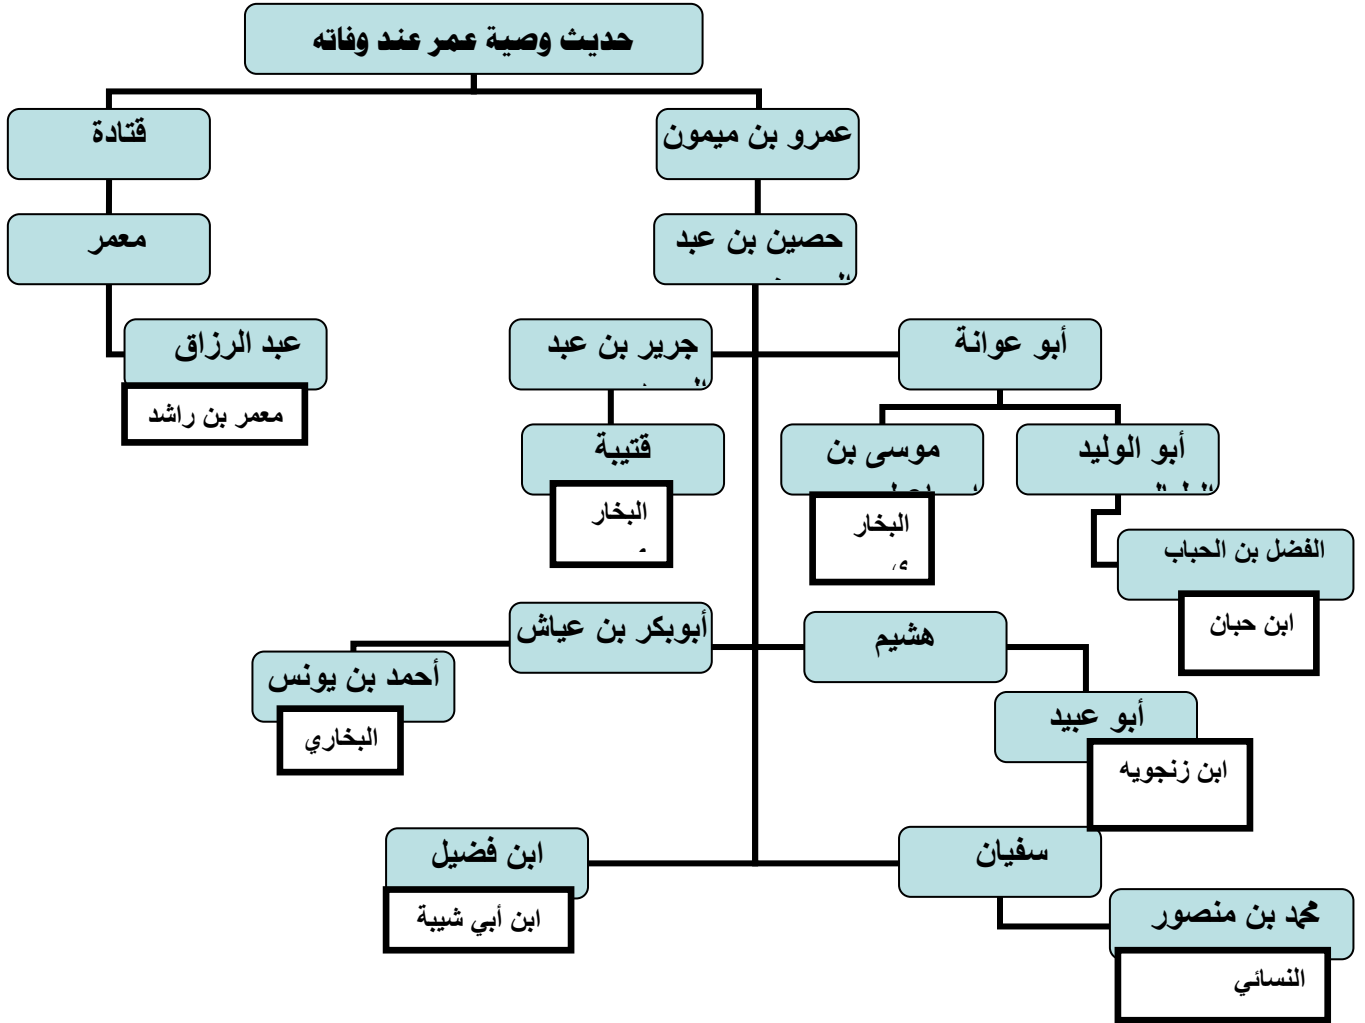 حديث وصية عمر عند وفاته
عمرو بن ميمون
قتادة
حصين بن عبد
معمر
أبو عوانة
جرير بن عبد
عبد الرزاق
معمر بن راشد
أبو الوليد
موسى بن
قتيبة
البخار
ي
البخار
الفضل بن الحباب
ابن حبان
هشيم
أبوبكر بن عياش
أحمد بن يونس
البخاري
أبو عبيد
ابن زنجويه
سفيان
ابن فضيل
ابن أبي شيبة
محمد بن منصور
النسائي